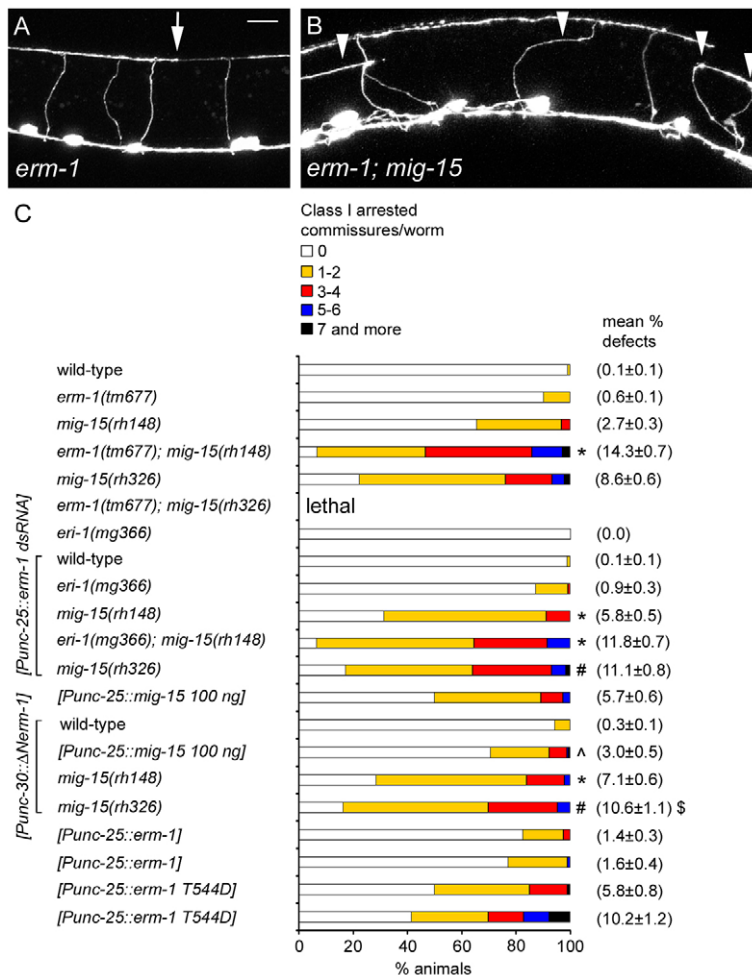 A
B
erm-1
erm-1; mig-15
C
Class I arrested
commissures/worm
0
1-2
3-4
5-6
7 and more
mean %
defects
wild-type (0.1±0.1)
erm-1(tm677) (0.6±0.1)
mig-15(rh148) (2.7±0.3)
erm-1(tm677); mig-15(rh148) * (14.3±0.7)
mig-15(rh326) (8.6±0.6)
erm-1(tm677); mig-15(rh326) lethal
eri-1(mg366) (0.0)
[Punc-25::erm-1 dsRNA]
wild-type (0.1±0.1)
eri-1(mg366) (0.9±0.3)
mig-15(rh148) * (5.8±0.5)
eri-1(mg366); mig-15(rh148) * (11.8±0.7)
mig-15(rh326) # (11.1±0.8)
[Punc-25::mig-15 100 ng] (5.7±0.6)
[Punc-30::ΔNerm-1]
wild-type (0.3±0.1)
[Punc-25::mig-15 100 ng] ^ (3.0±0.5)
mig-15(rh148) * (7.1±0.6)
mig-15(rh326) # (10.6±1.1) $
[Punc-25::erm-1] (1.4±0.3)
[Punc-25::erm-1] (1.6±0.4)
[Punc-25::erm-1 T544D] (5.8±0.8)
[Punc-25::erm-1 T544D] (10.2±1.2)
0 20 40 60 80 100
% animals